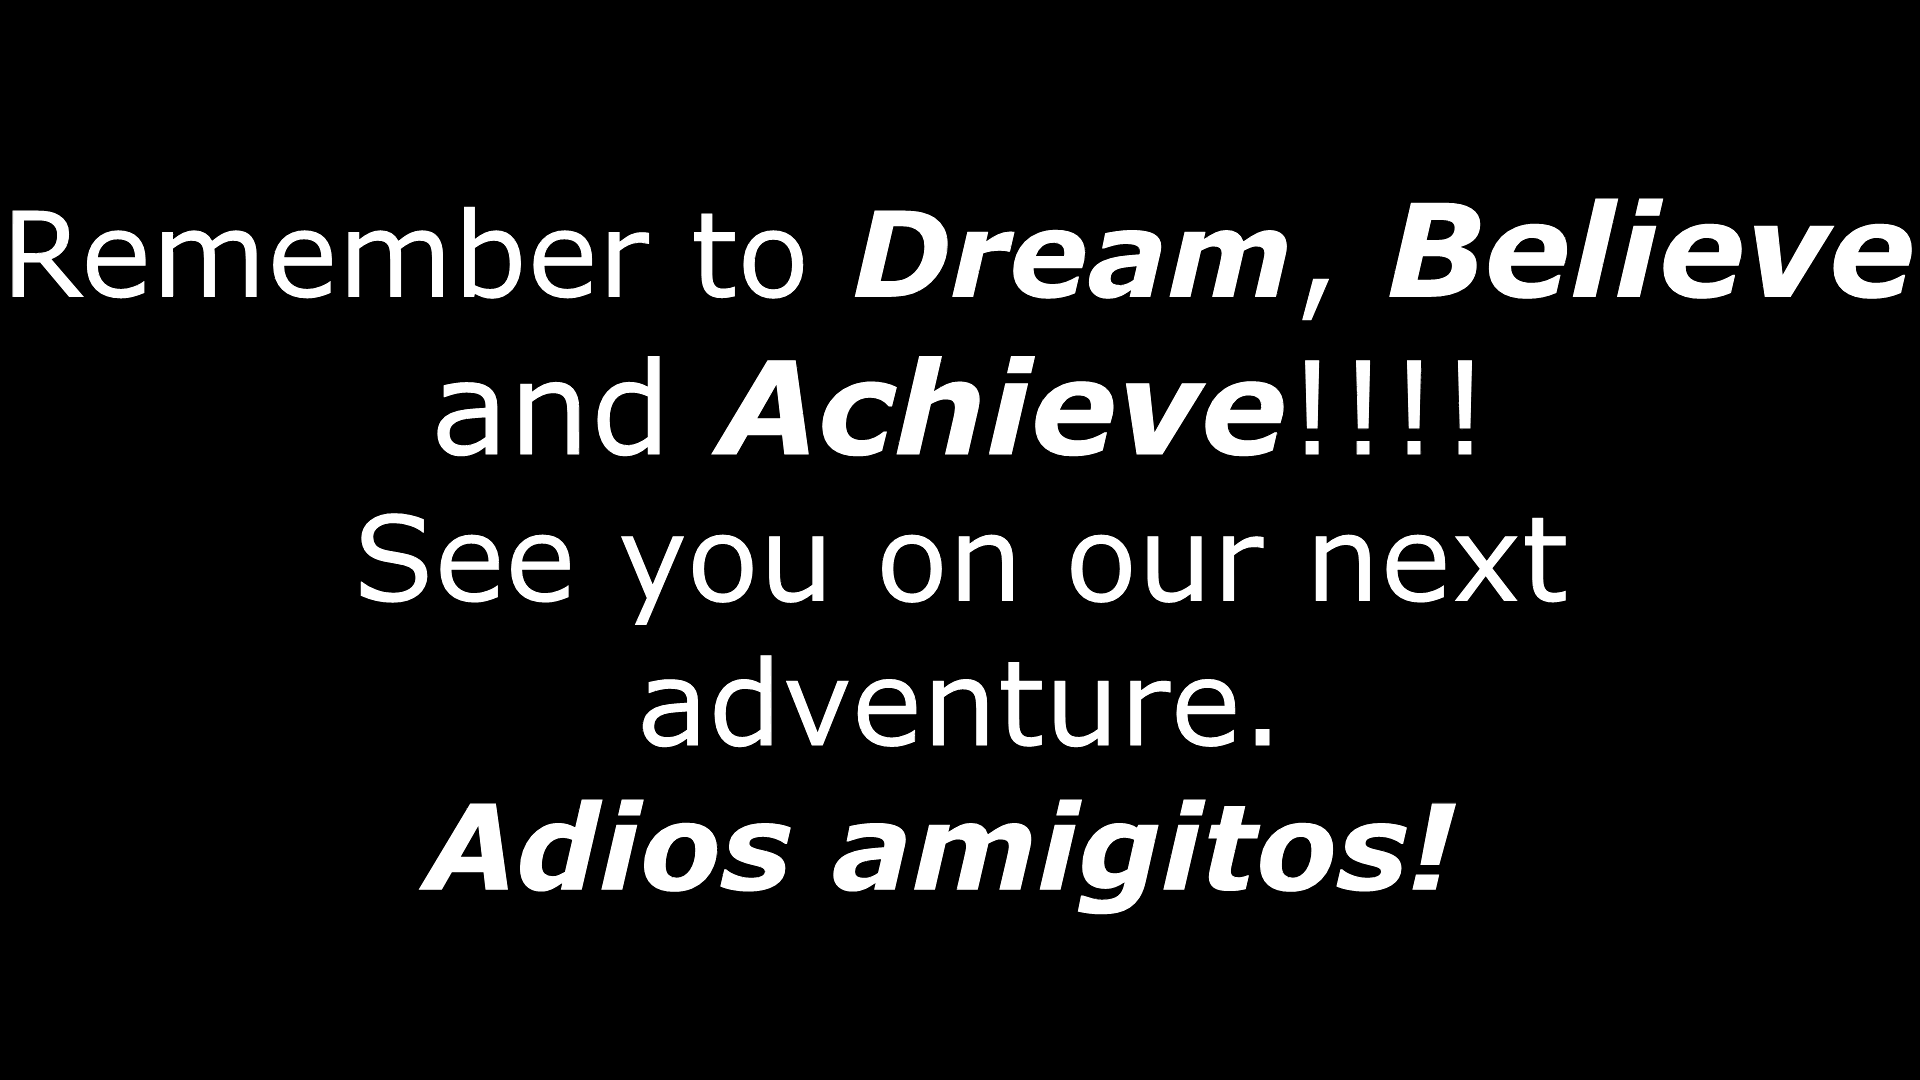 Remember to Dream, Believe
and Achieve!!!!
See you on our next
adventure.
Adios amigitos!